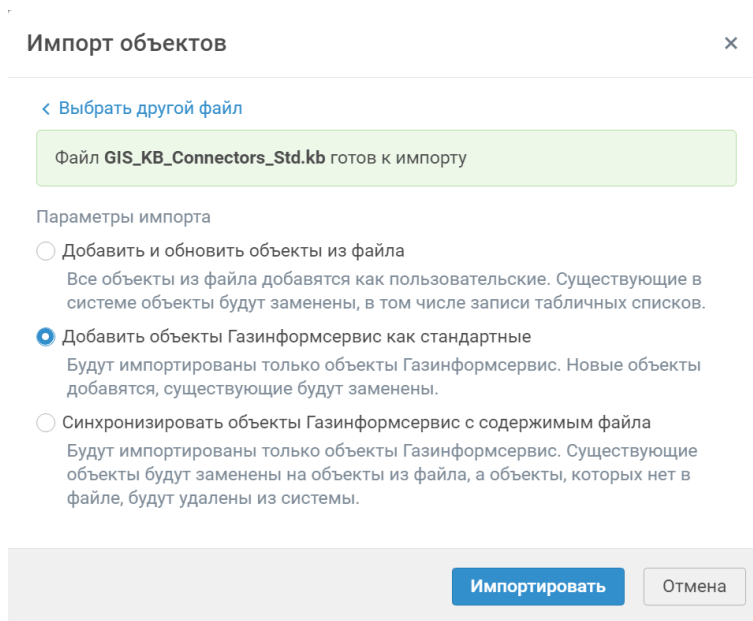 Импорт объектов
Выбрать другой файл
Файл GIS_KB_Connectors_Std.kb готов к импорту
Параметры импорта
Добавить и обновить объекты из файла
Все объекты из файла добавятся как пользовательские. Существующие в
системе объекты будут заменены, в том числе записи табличных списков.
Добавить объекты Газинформсервис как стандартные
Будут импортированы только объекты Газинформсервис. Новые объекты
добавятся, существующие будут заменены.
Синхронизировать объекты Газинформсервис с содержимым файла
Будут импортированы только объекты Газинформсервис. Существующие
объекты будут заменены на объекты из файла, а объекты, которых нет в
файле, будут удалены из системы.
Импортировать Отмена